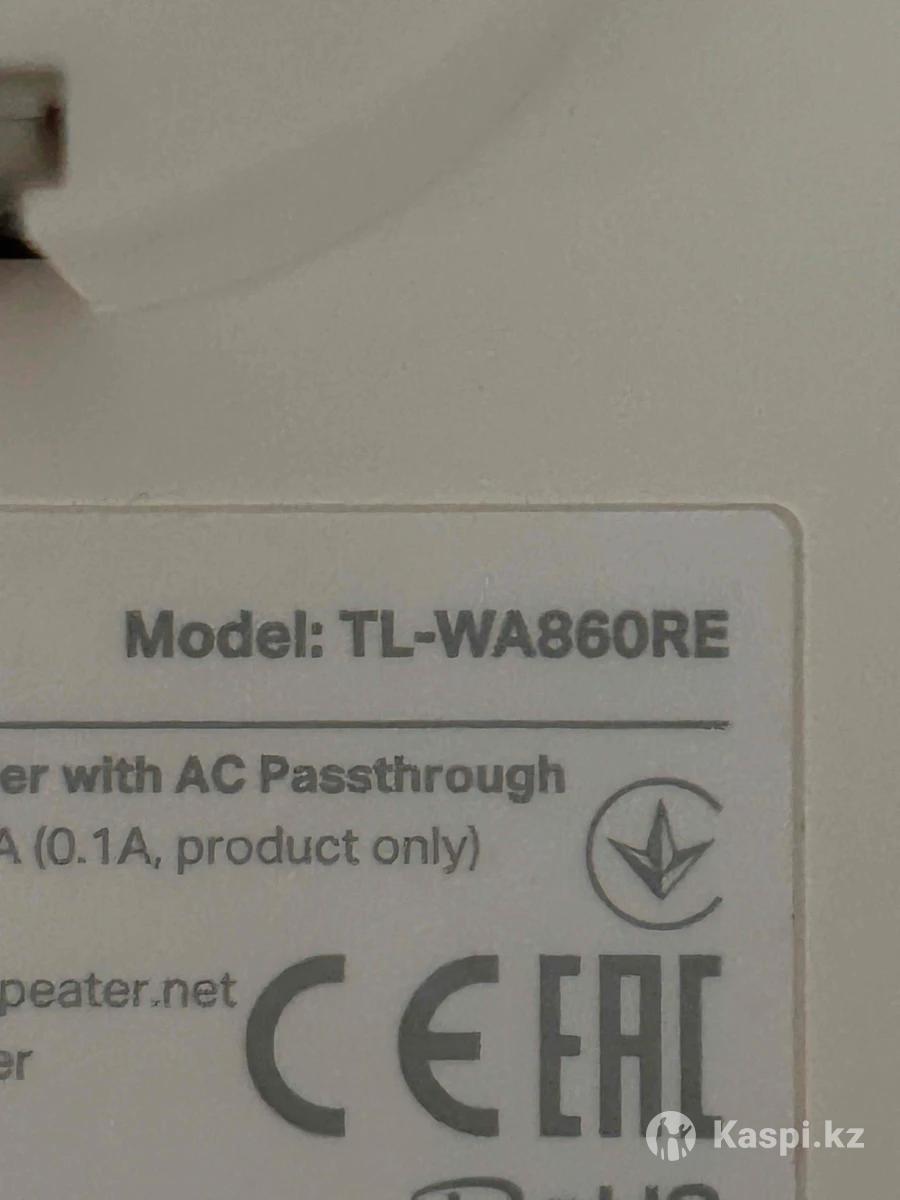 Model: TL-WA860RE
er with AC Passthrough
A (0.1A, product only)
peater.net
er
CE EAC
Kaspi.kz